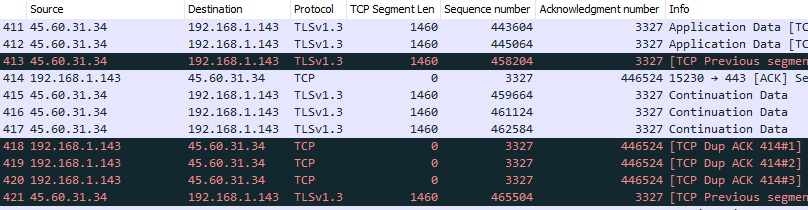 Source Destination Protocol TCP Segment Len Sequence number Acknowledgment number Info
411 45.60.31.34 192.168.1.143 TLSv1.3 1460 443604 3327 Application Data [TC
412 45.60.31.34 192.168.1.143 TLSv1.3 1460 445064 3327 Application Data [TC
413 45.60.31.34 192.168.1.143 TLSv1.3 1460 458204 3327 [TCP Previous segmen
414 192.168.1.143 45.60.31.34 TCP 0 3327 446524 15230 → 443 [ACK] Se
415 45.60.31.34 192.168.1.143 TLSv1.3 1460 459664 3327 Continuation Data
416 45.60.31.34 192.168.1.143 TLSv1.3 1460 461124 3327 Continuation Data
417 45.60.31.34 192.168.1.143 TLSv1.3 1460 462584 3327 Continuation Data
418 192.168.1.143 45.60.31.34 TCP 0 3327 446524 [TCP Dup ACK 414#1]
419 192.168.1.143 45.60.31.34 TCP 0 3327 446524 [TCP Dup ACK 414#2]
420 192.168.1.143 45.60.31.34 TCP 0 3327 446524 [TCP Dup ACK 414#3]
421 45.60.31.34 192.168.1.143 TLSv1.3 1460 465504 3327 [TCP Previous segmen